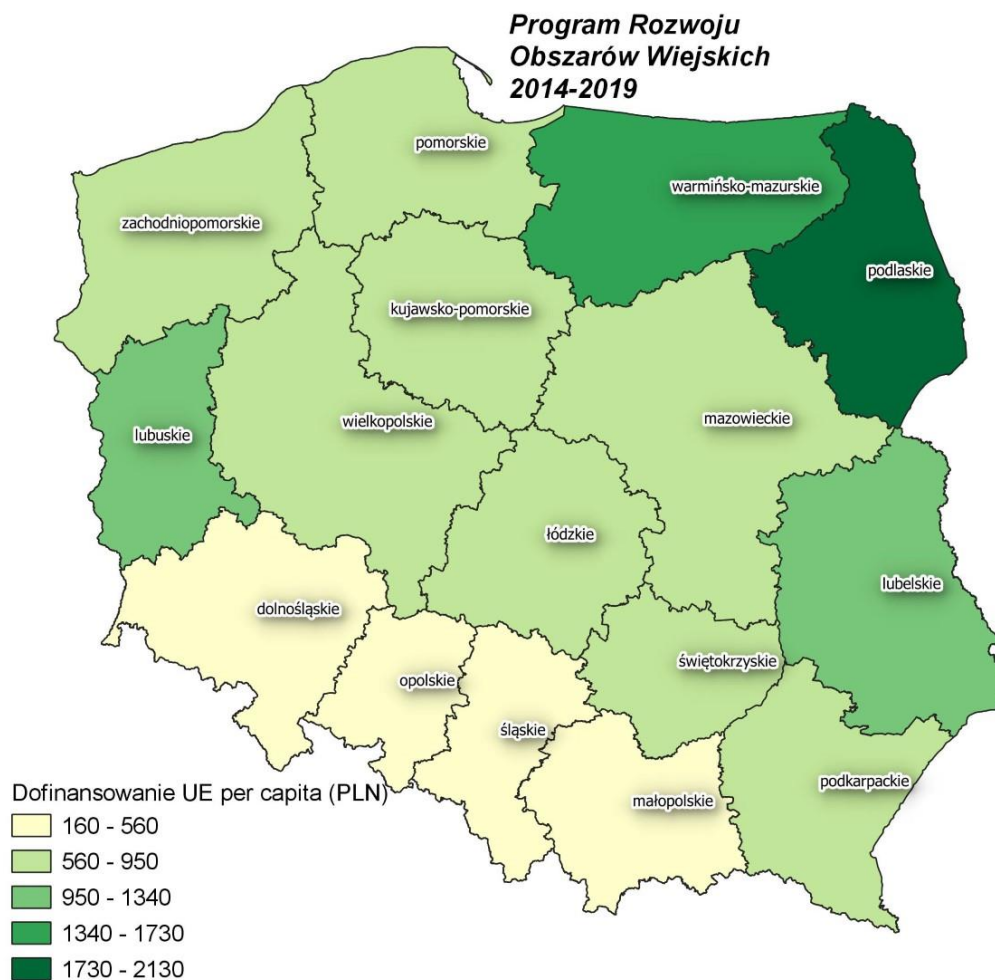 Program Rozwoju
Obszarów Wiejskich
2014-2019
pomorskie
warmińsko-mazurskie
zachodniopomorskie
podlaskie
kujawsko-pomorskie
mazowieckie
wielkopolskie
lubuskie
łódzkie
lubelskie
dolnośląskie
świętokrzyskie
opolskie
śląskie
podkarpackie
małopolskie
Dofinansowanie UE per capita (PLN)
160 - 560
560 - 950
950 - 1340
1340 - 1730
1730 - 2130